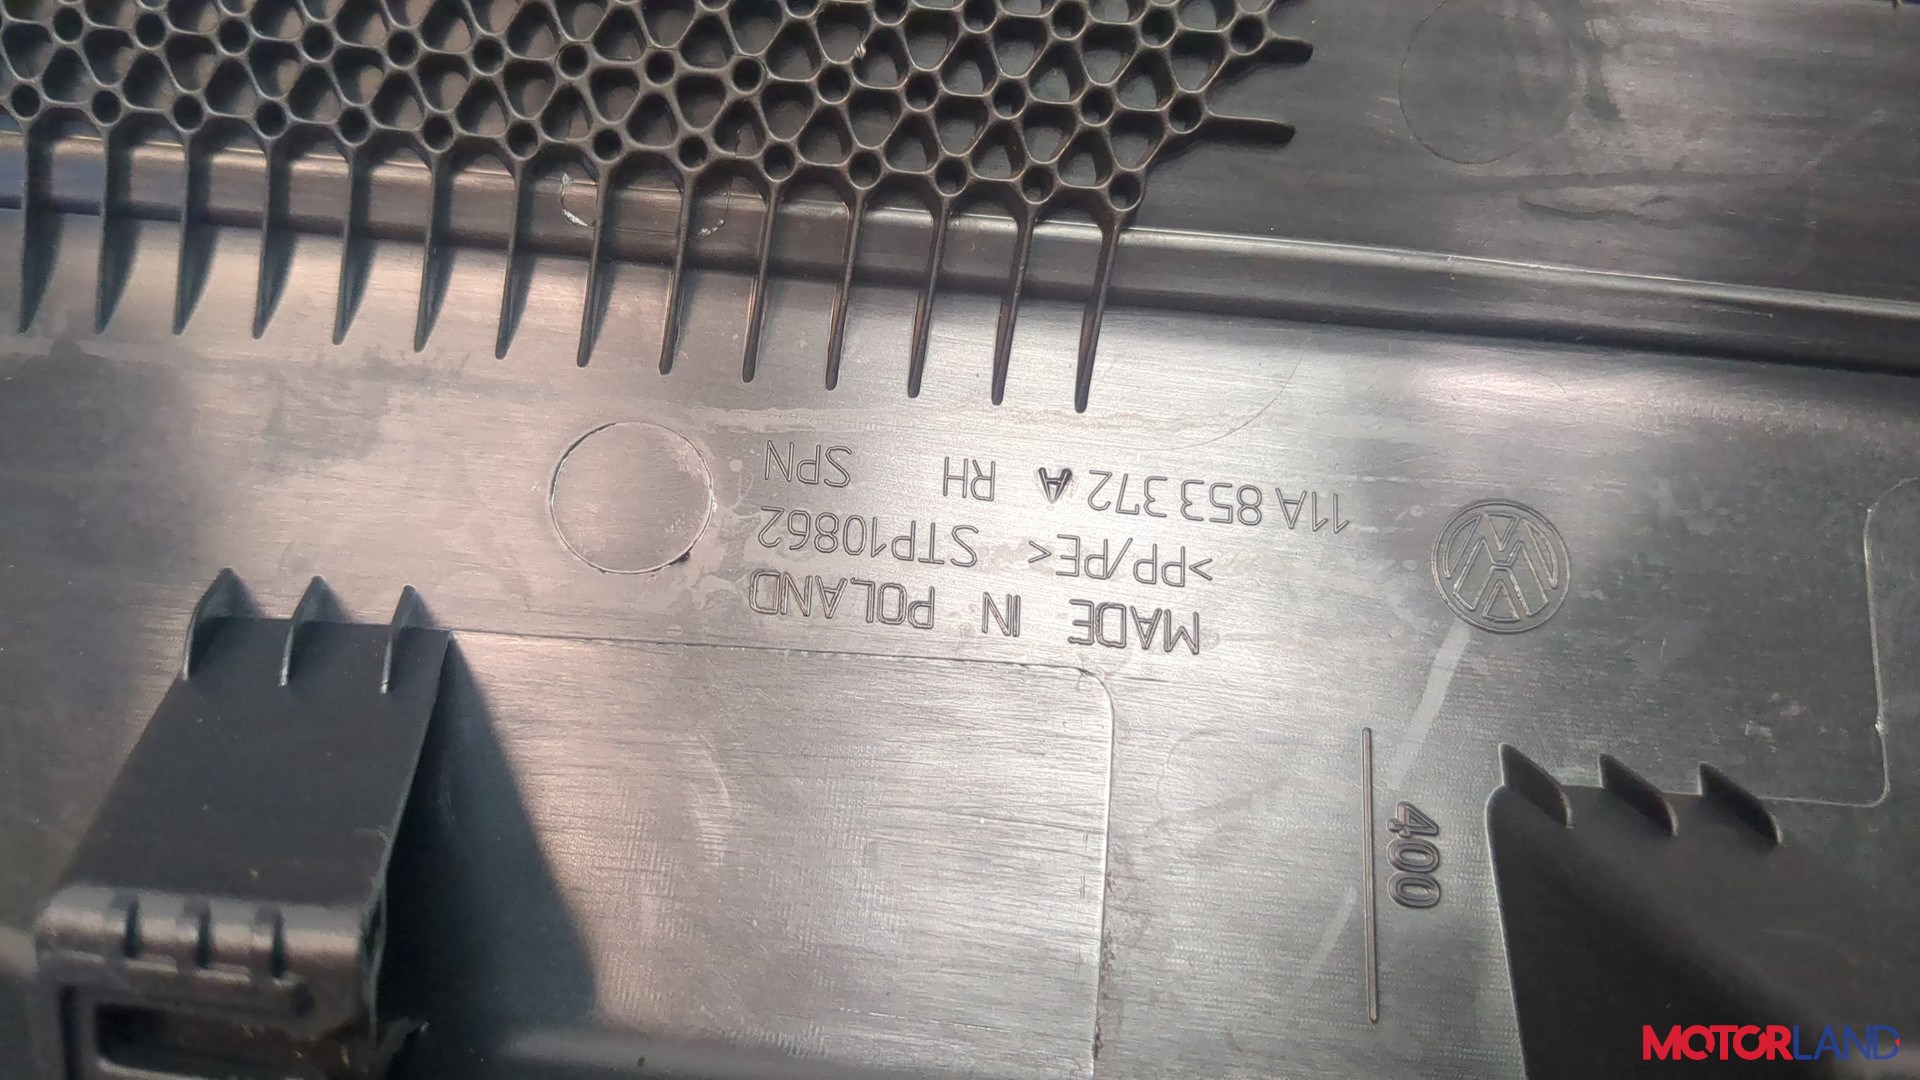 11A 853 372 A RH SPN
>PP/PE< STP10862
MADE IN POLAND
400
MOTORLAND